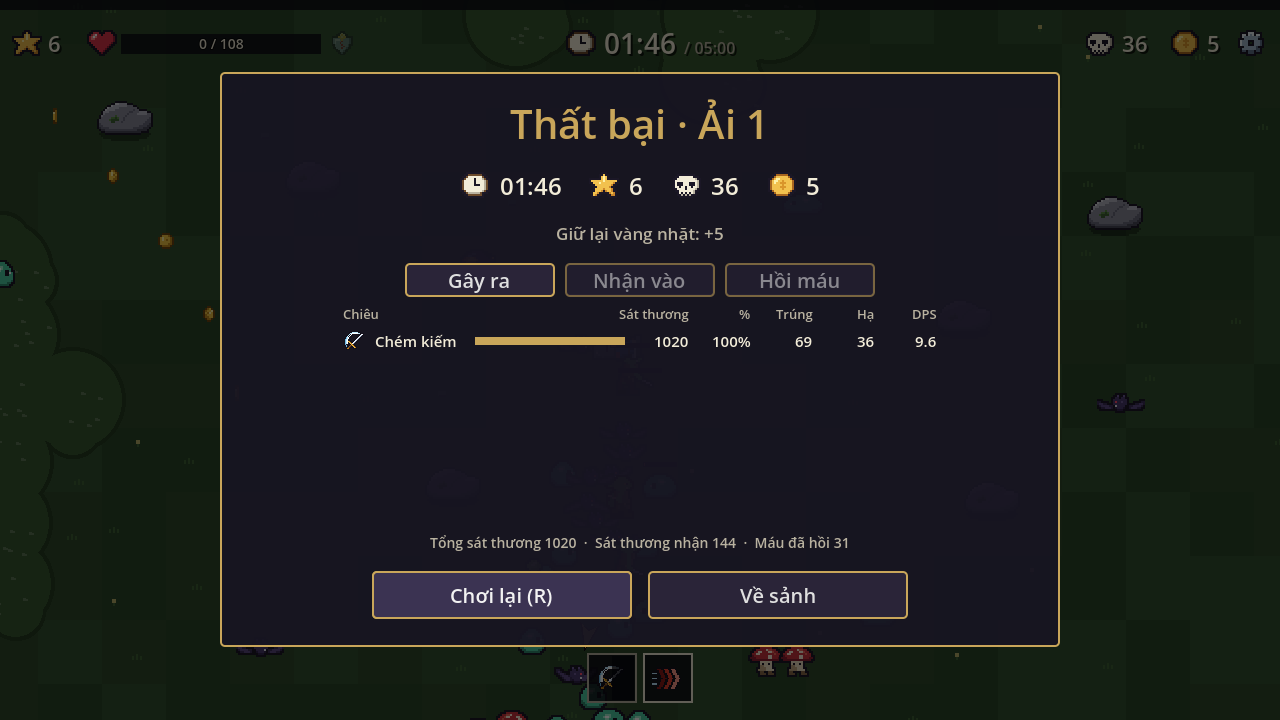 6 0 / 108 01:46 / 05:00 36 5
Thất bại · Ải 1
01:46 6 36 5
Giữ lại vàng nhặt: +5
Gây ra Nhận vào Hồi máu
Chiêu Sát thương % Trúng Hạ DPS
Chém kiếm 1020 100% 69 36 9.6
Tổng sát thương 1020 · Sát thương nhận 144 · Máu đã hồi 31
Chơi lại (R) Về sảnh